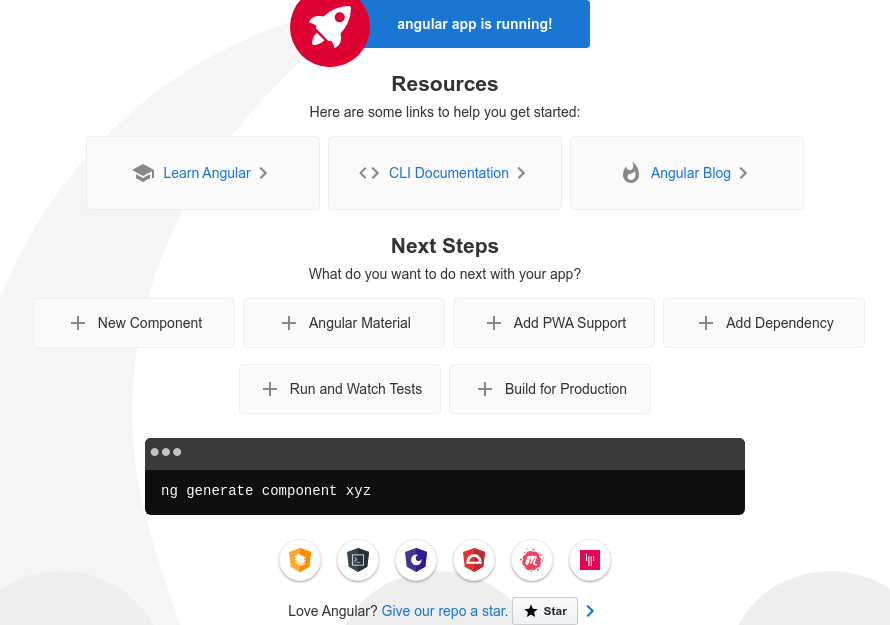 angular app is running!
Resources
Here are some links to help you get started:
Learn Angular
CLI Documentation
Angular Blog
Next Steps
What do you want to do next with your app?
New Component
Angular Material
Add PWA Support
Add Dependency
Run and Watch Tests
Build for Production
ng generate component xyz
Love Angular? Give our repo a star. Star